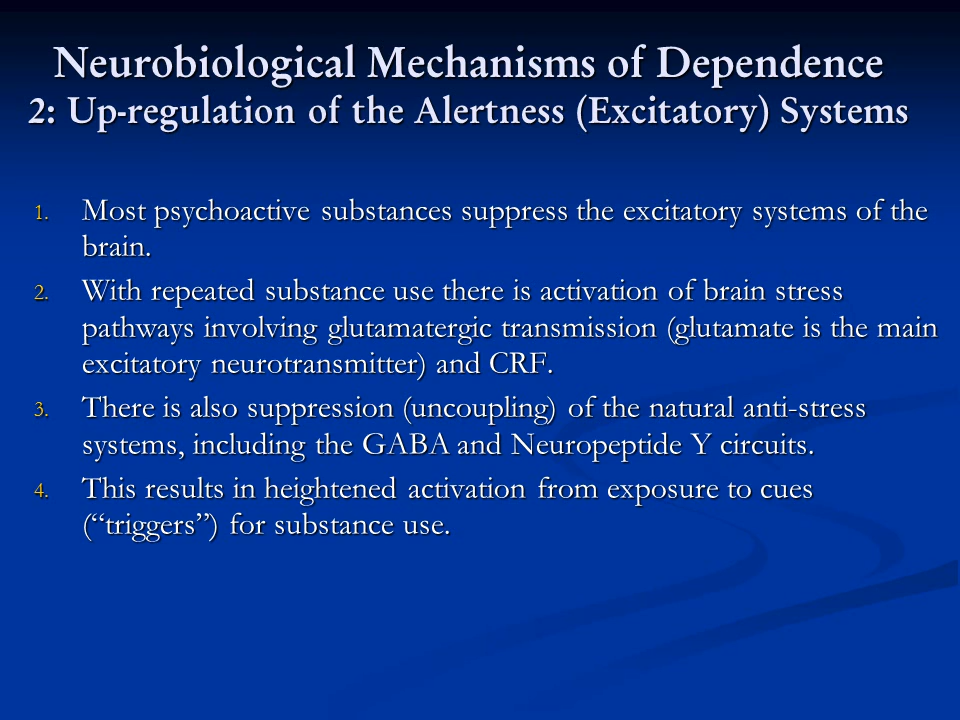 Neurobiological Mechanisms of Dependence
2: Up-regulation of the Alertness (Excitatory) Systems
1. Most psychoactive substances suppress the excitatory systems of the
brain.
2. With repeated substance use there is activation of brain stress
pathways involving glutamatergic transmission (glutamate is the main
excitatory neurotransmitter) and CRF.
3. There is also suppression (uncoupling) of the natural anti-stress
systems, including the GABA and Neuropeptide Y circuits.
4. This results in heightened activation from exposure to cues
(“triggers”) for substance use.